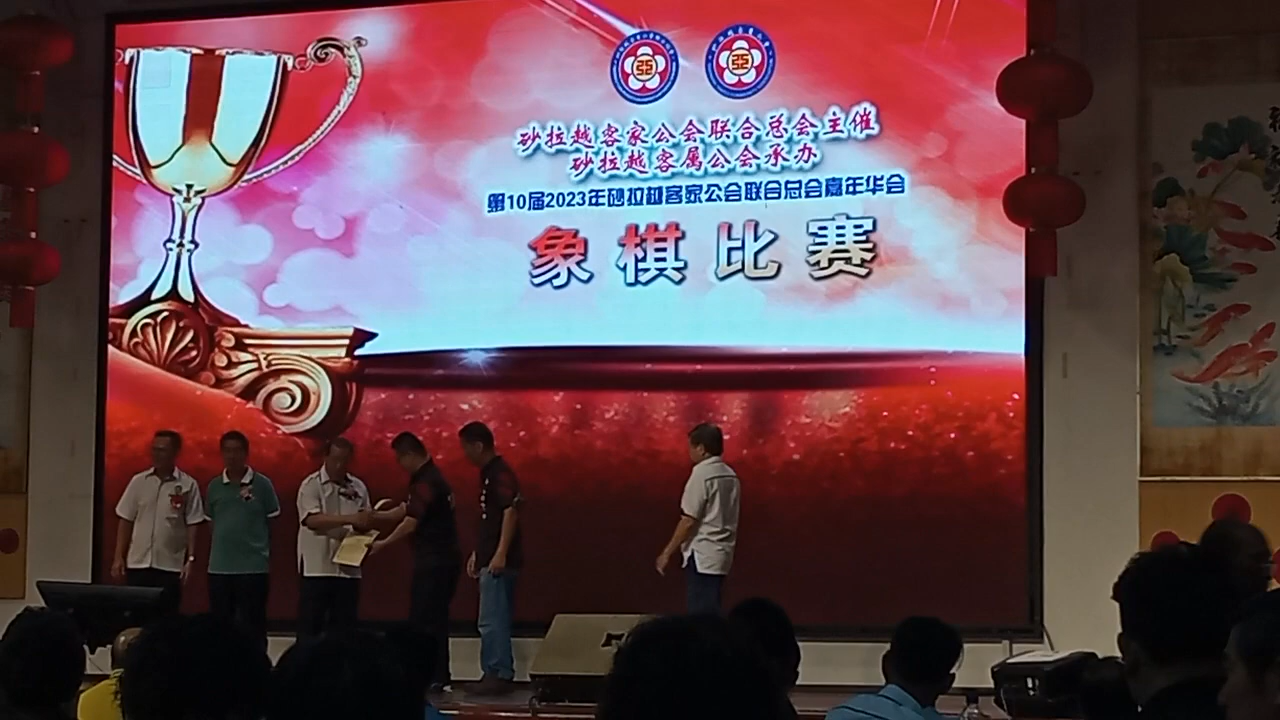 砂拉越客家公会联合总会主催
砂拉越客属公会承办
第10届2023年砂拉越客家公会联合总会嘉年华会
象棋比赛